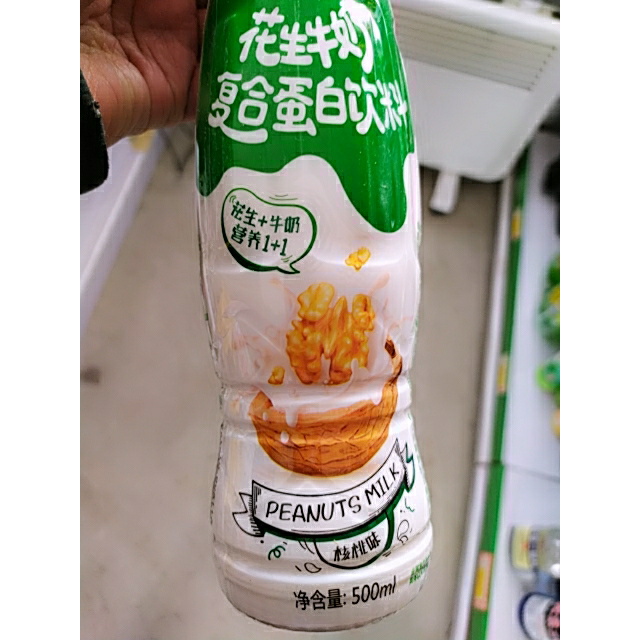 花生牛奶
复合蛋白饮料
花生+牛奶
营养1+1
PEANUTS MILK
核桃味
净含量: 500ml